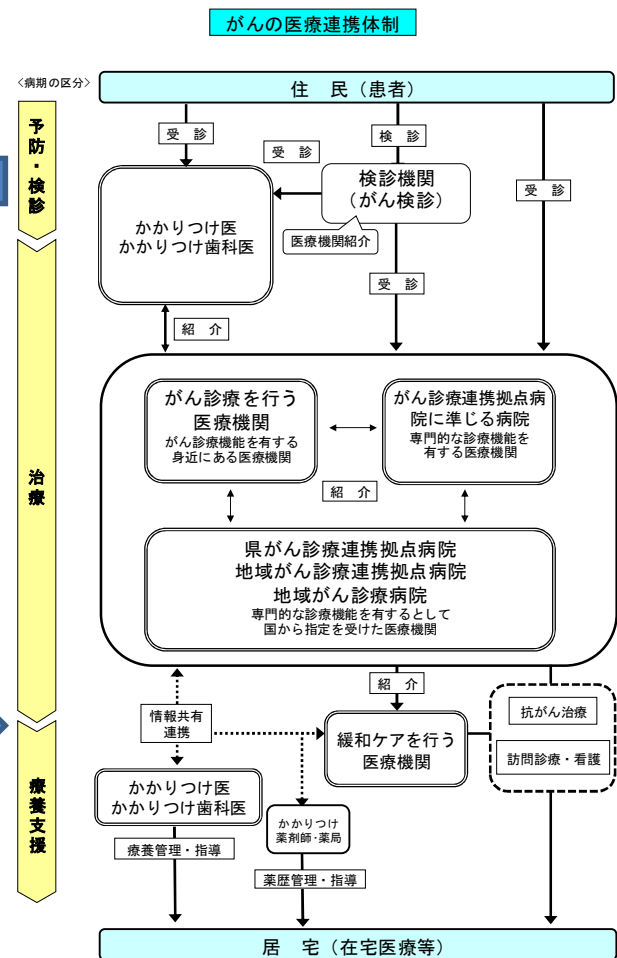 がんの医療連携体制
<病期の区分>
住 民（患者）
予防・検診
受 診
検 診
受 診
受 診
検診機関
（がん検診）
かかりつけ医
かかりつけ歯科医
医療機関紹介
受 診
紹 介
治療
がん診療を行う
医療機関
がん診療機能を有する
身近にある医療機関
がん診療連携拠点病
院に準じる病院
専門的な診療機能を
有する医療機関
紹 介
県がん診療連携拠点病院
地域がん診療連携拠点病院
地域がん診療病院
専門的な診療機能を有するとして
国から指定を受けた医療機関
紹 介
情報共有
連携
緩和ケアを行う
医療機関
抗がん治療
訪問診療・看護
療養支援
かかりつけ医
かかりつけ歯科医
かかりつけ
薬剤師・薬局
療養管理・指導
薬歴管理・指導
居 宅（在宅医療等）